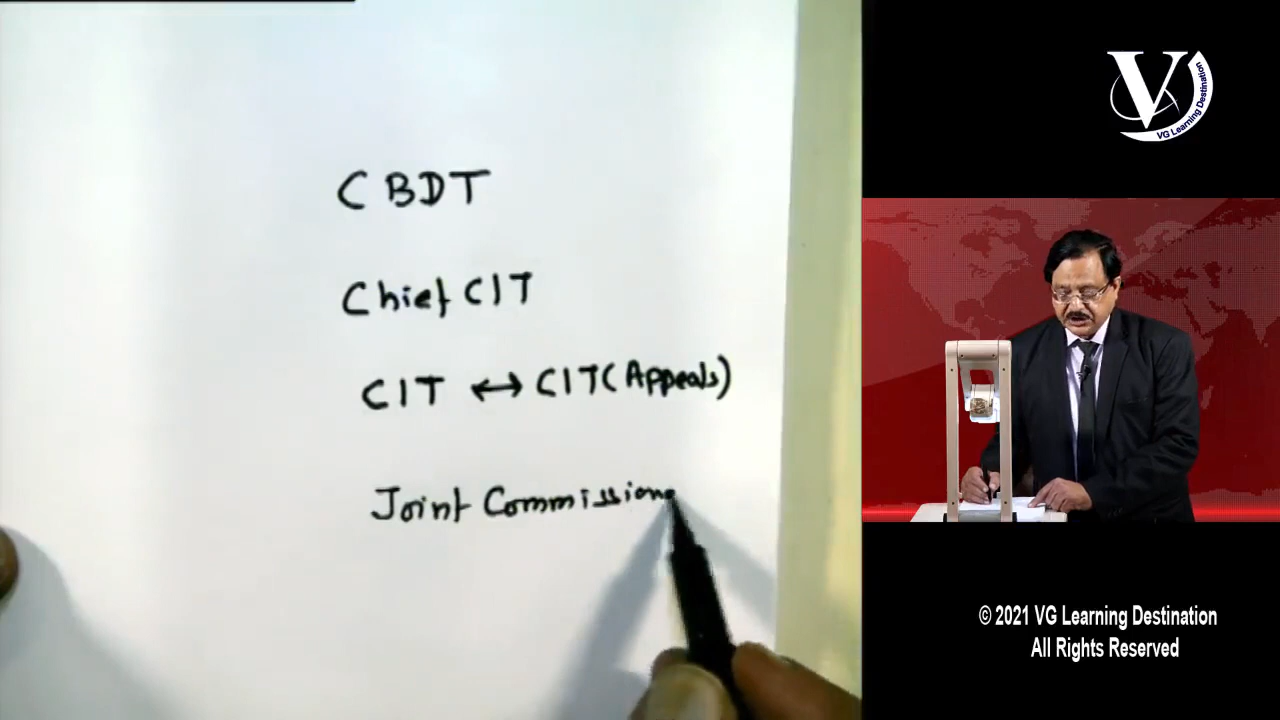 CBDT
Chief CIT
CIT ↔ CIT (Appeals)
Joint Commissione
V
VG Learning Destination
© 2021 VG Learning Destination
All Rights Reserved